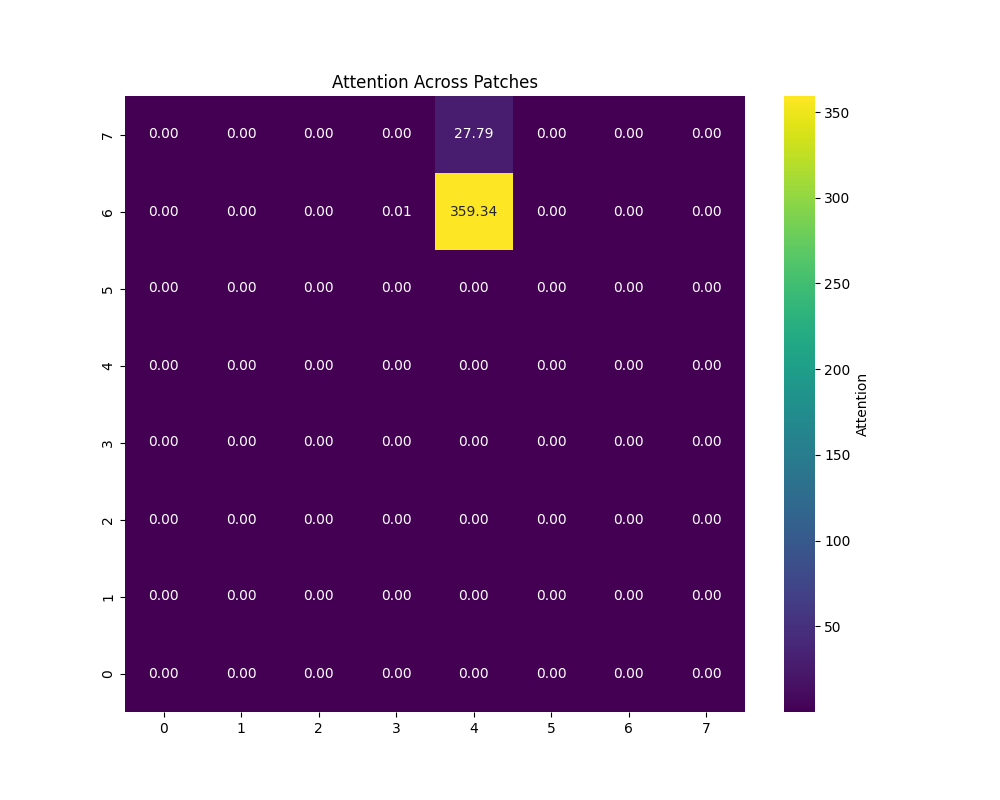 Attention Across Patches
7 0.00 0.00 0.00 0.00 27.79 0.00 0.00 0.00
6 0.00 0.00 0.00 0.01 359.34 0.00 0.00 0.00
5 0.00 0.00 0.00 0.00 0.00 0.00 0.00 0.00
4 0.00 0.00 0.00 0.00 0.00 0.00 0.00 0.00
3 0.00 0.00 0.00 0.00 0.00 0.00 0.00 0.00
2 0.00 0.00 0.00 0.00 0.00 0.00 0.00 0.00
1 0.00 0.00 0.00 0.00 0.00 0.00 0.00 0.00
0 0.00 0.00 0.00 0.00 0.00 0.00 0.00 0.00
0 1 2 3 4 5 6 7
350
300
250
200
150
100
50
Attention